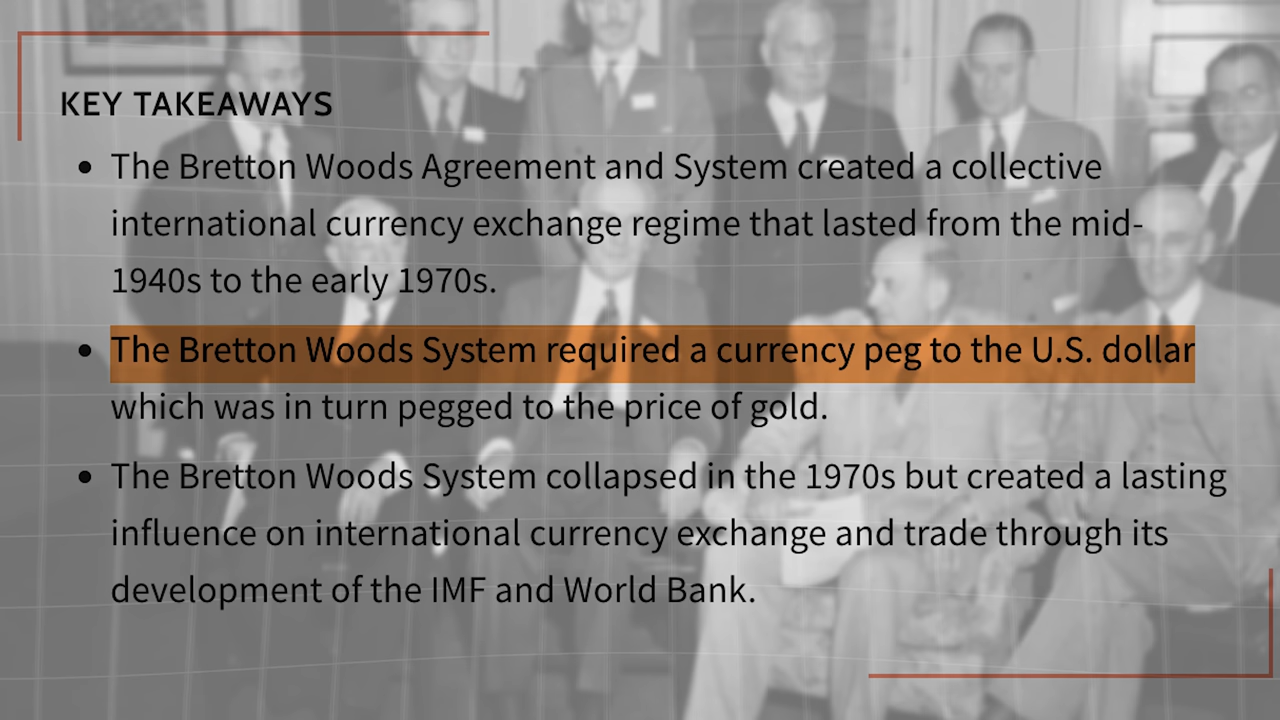 KEY TAKEAWAYS
• The Bretton Woods Agreement and System created a collective
international currency exchange regime that lasted from the mid-
1940s to the early 1970s.
• The Bretton Woods System required a currency peg to the U.S. dollar
which was in turn pegged to the price of gold.
• The Bretton Woods System collapsed in the 1970s but created a lasting
influence on international currency exchange and trade through its
development of the IMF and World Bank.